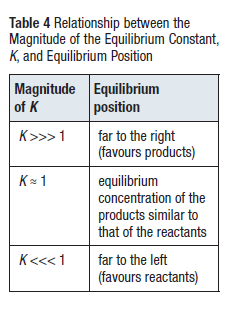 Table 4 Relationship between the
Magnitude of the Equilibrium Constant,
K, and Equilibrium Position
Magnitude of K
Equilibrium position
K >>> 1
far to the right
(favours products)
K ≈ 1
equilibrium
concentration of the
products similar to
that of the reactants
K <<< 1
far to the left
(favours reactants)